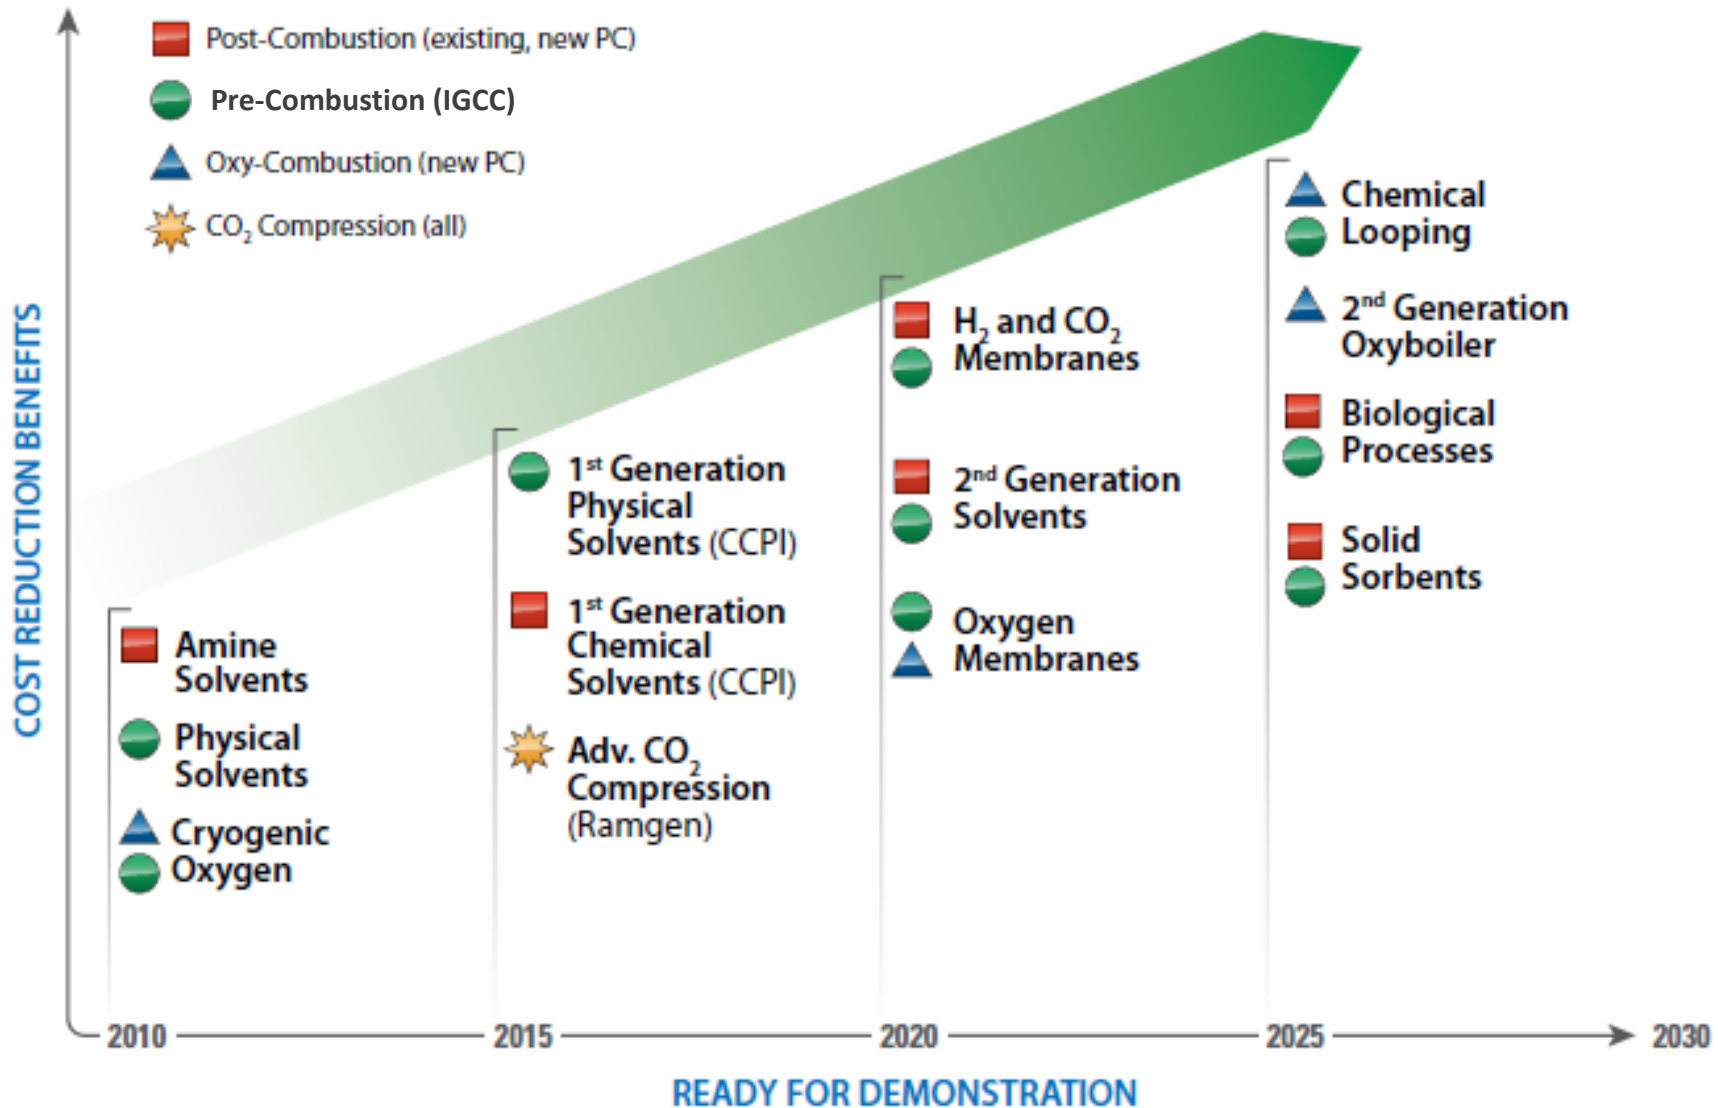 Post-Combustion (existing, new PC)
Pre-Combustion (IGCC)
Oxy-Combustion (new PC)
CO₂ Compression (all)
COST REDUCTION BENEFITS
Amine
Solvents
Physical
Solvents
Cryogenic
Oxygen
1st Generation
Physical
Solvents (CCPI)
1st Generation
Chemical
Solvents (CCPI)
Adv. CO₂
Compression
(Ramgen)
H₂ and CO₂
Membranes
2nd Generation
Solvents
Oxygen
Membranes
Chemical
Looping
2nd Generation
Oxyboiler
Biological
Processes
Solid
Sorbents
2010
2015
2020
2025
2030
READY FOR DEMONSTRATION